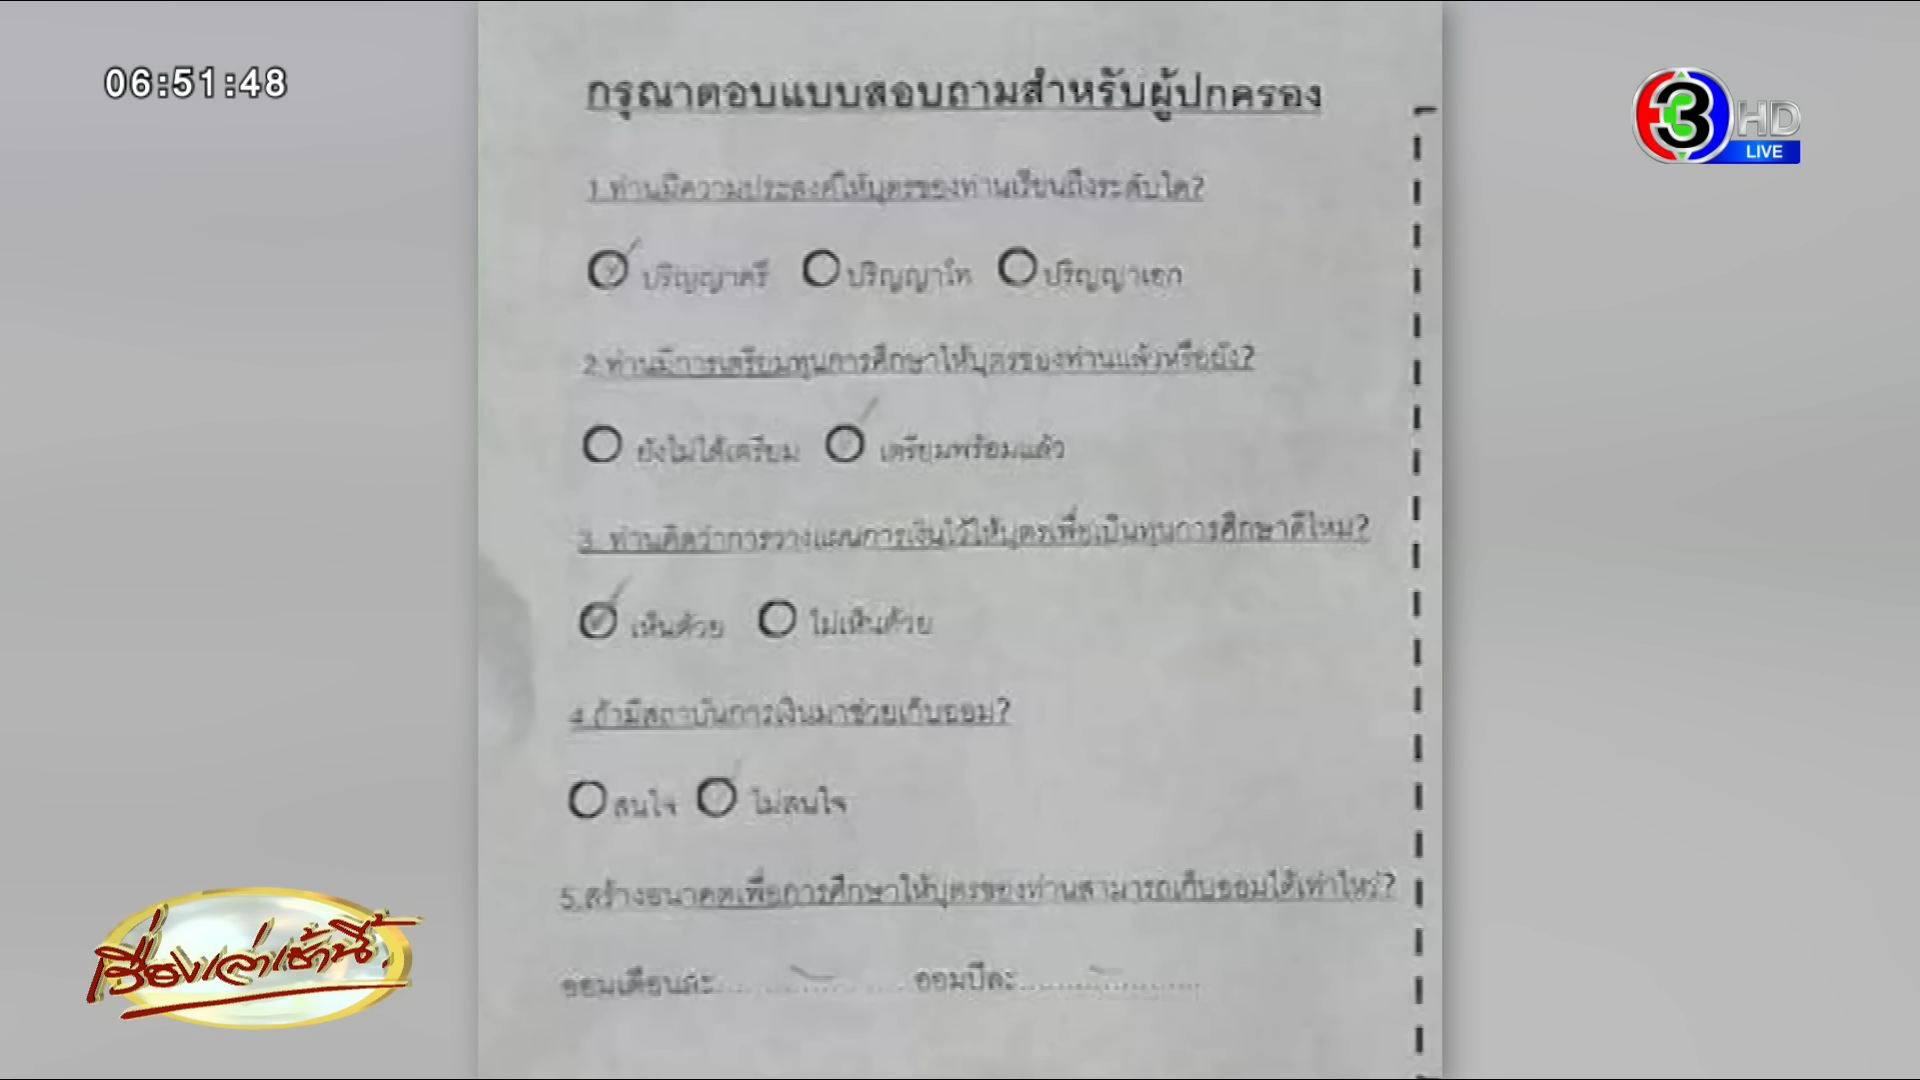 06:51:48
3 HD
LIVE
กรุณาตอบแบบสอบถามสำหรับผู้ปกครอง
1.ท่านมีความประสงค์ให้บุตรของท่านเรียนถึงระดับใด?
ปริญญาตรี ปริญญาโท ปริญญาเอก
2.ท่านมีการเตรียมทุนการศึกษาให้บุตรของท่านแล้วหรือยัง?
ยังไม่ได้เตรียม เตรียมพร้อมแล้ว
3. ท่านคิดว่าการวางแผนการเงินไว้ให้บุตรเพื่อเป็นทุนการศึกษาดีไหม?
เห็นด้วย ไม่เห็นด้วย
4.ถ้ามีสถาบันการเงินมาช่วยเก็บออม?
สนใจ ไม่สนใจ
5.สร้างอนาคตเพื่อการศึกษาให้บุตรของท่านสามารถเก็บออมได้เท่าไหร่?
ออมเดือนละ.................. ออมปีละ....................
เรื่องเล่าเช้านี้